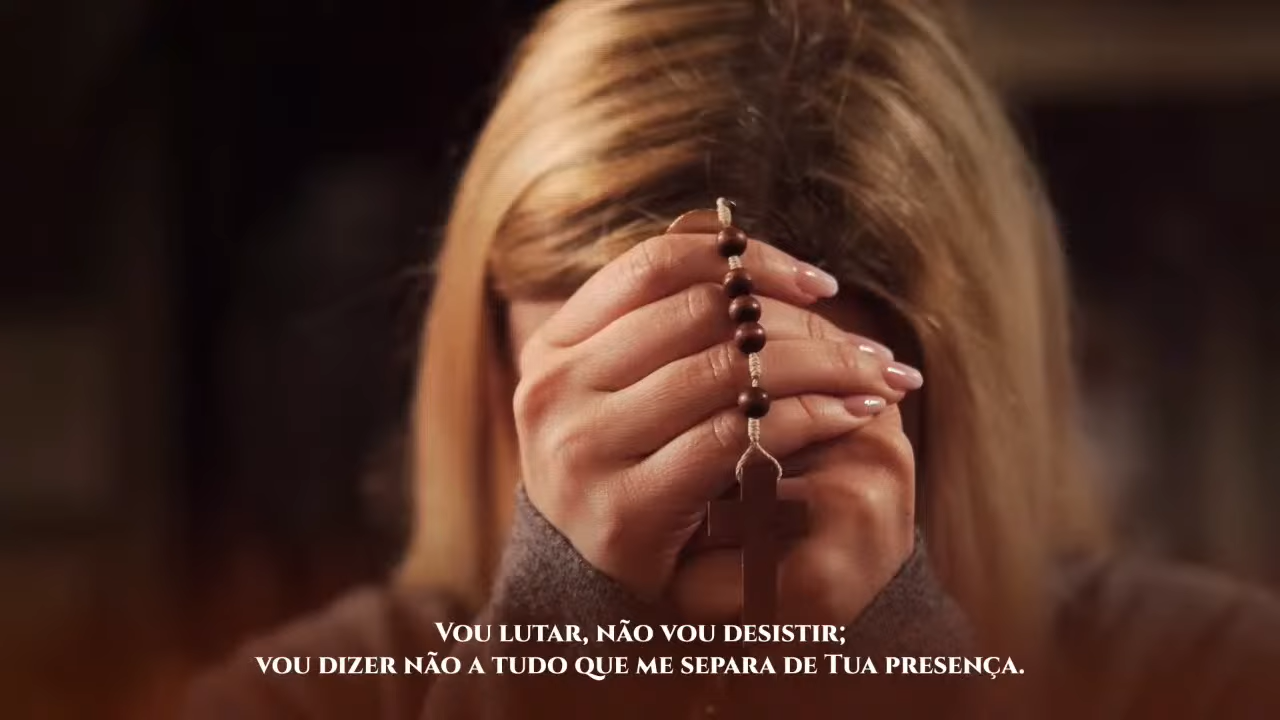 Vou lutar, não vou desistir;
vou dizer não a tudo que me separa de Tua presença.